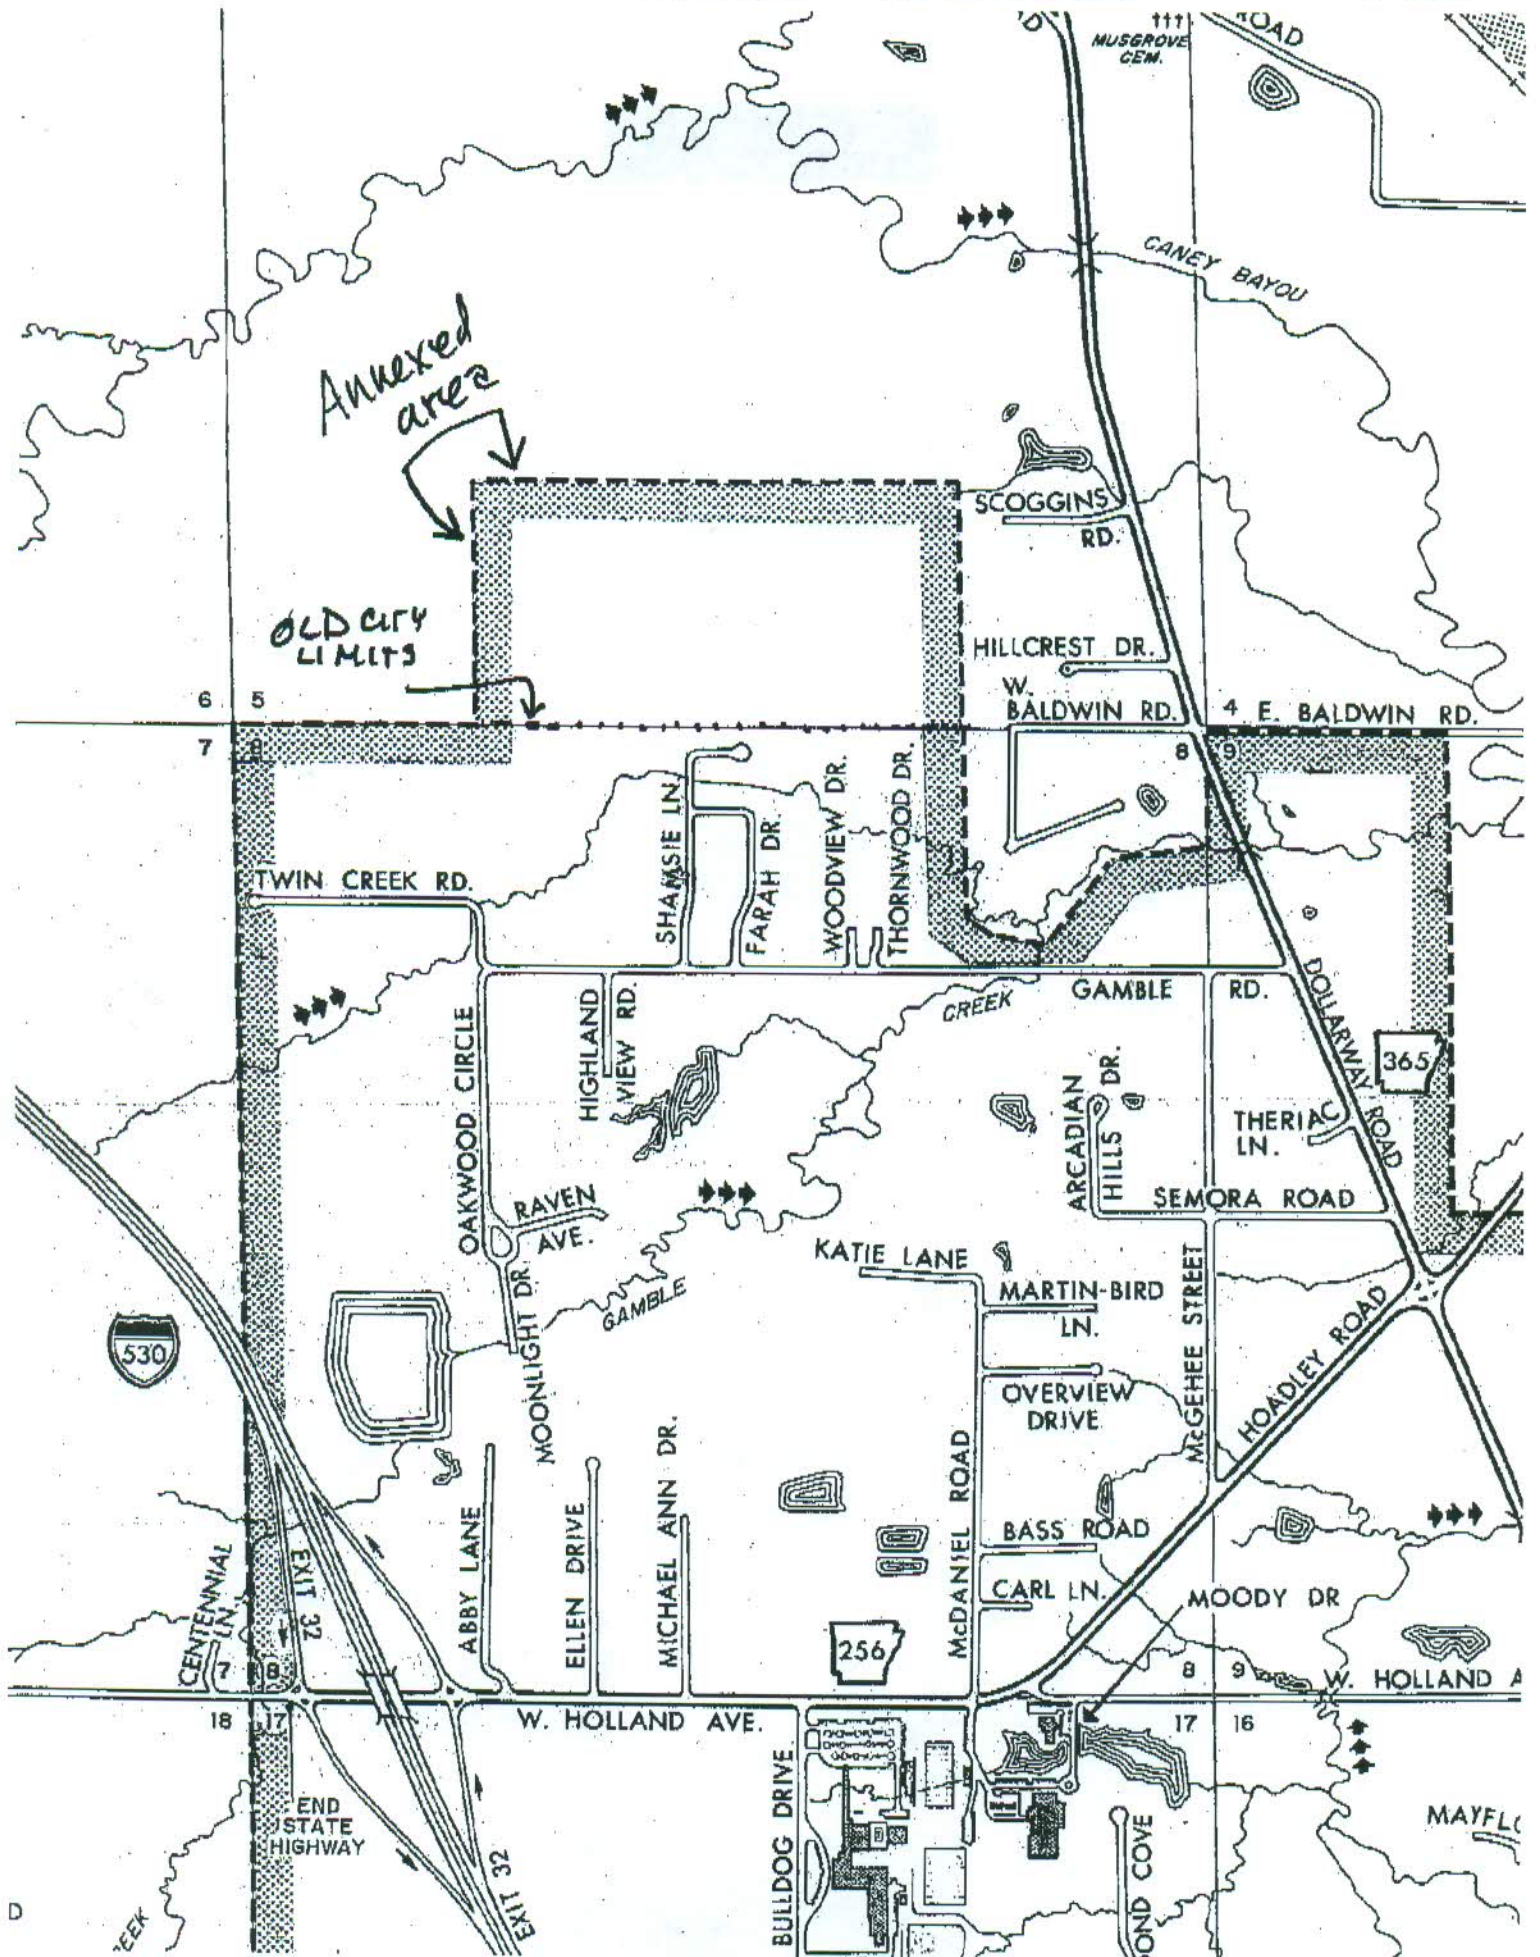 MUSGROVE
CEM.
ROAD
CANEY BAYOU
Annexed
area
SCOGGINS
RD.
OLD CITY
LIMITS
HILLCREST DR.
W.
BALDWIN RD.
6 5
4 E. BALDWIN RD.
7 8
8 9
SHAMSIE LN.
FARAH DR.
WOODVIEW DR.
THORNWOOD DR.
TWIN CREEK RD.
GAMBLE RD.
CREEK
DOLLARWAY ROAD
365
OAKWOOD CIRCLE
HIGHLAND
VIEW RD.
ARCADIAN
HILLS DR.
THERIAC
LN.
RAVEN
AVE.
SEMORA ROAD
KATIE LANE
MARTIN-BIRD
LN.
GAMBLE
MOONLIGHT DR.
530
McGEHEE STREET
HOADLEY ROAD
OVERVIEW
DRIVE
McDANSEL ROAD
ABBY LANE
ELLEN DRIVE
MICHAEL ANN DR.
BASS ROAD
CARL LN.
MOODY DR
CENTENNIAL
LN.
EXIT 32
256
7 8
8 9
W. HOLLAND A
18 17
W. HOLLAND AVE.
17 16
END
STATE
HIGHWAY
BULLDOG DRIVE
MAYFL
EXIT 32
OND COVE
D
EEK